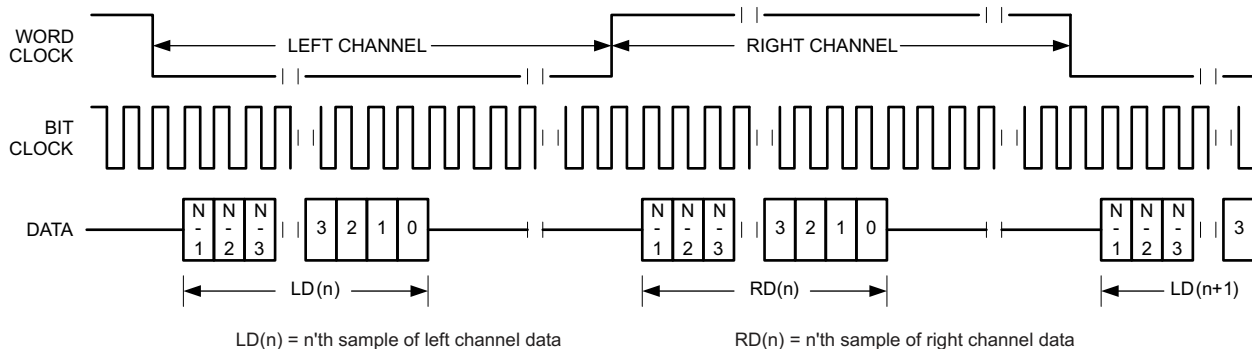 WORD
CLOCK
LEFT CHANNEL
RIGHT CHANNEL
BIT
CLOCK
DATA
N-1 N-2 N-3 3 2 1 0
N-1 N-2 N-3 3 2 1 0
N-1 N-2 N-3 3
LD(n)
RD(n)
LD(n+1)
LD(n) = n'th sample of left channel data
RD(n) = n'th sample of right channel data